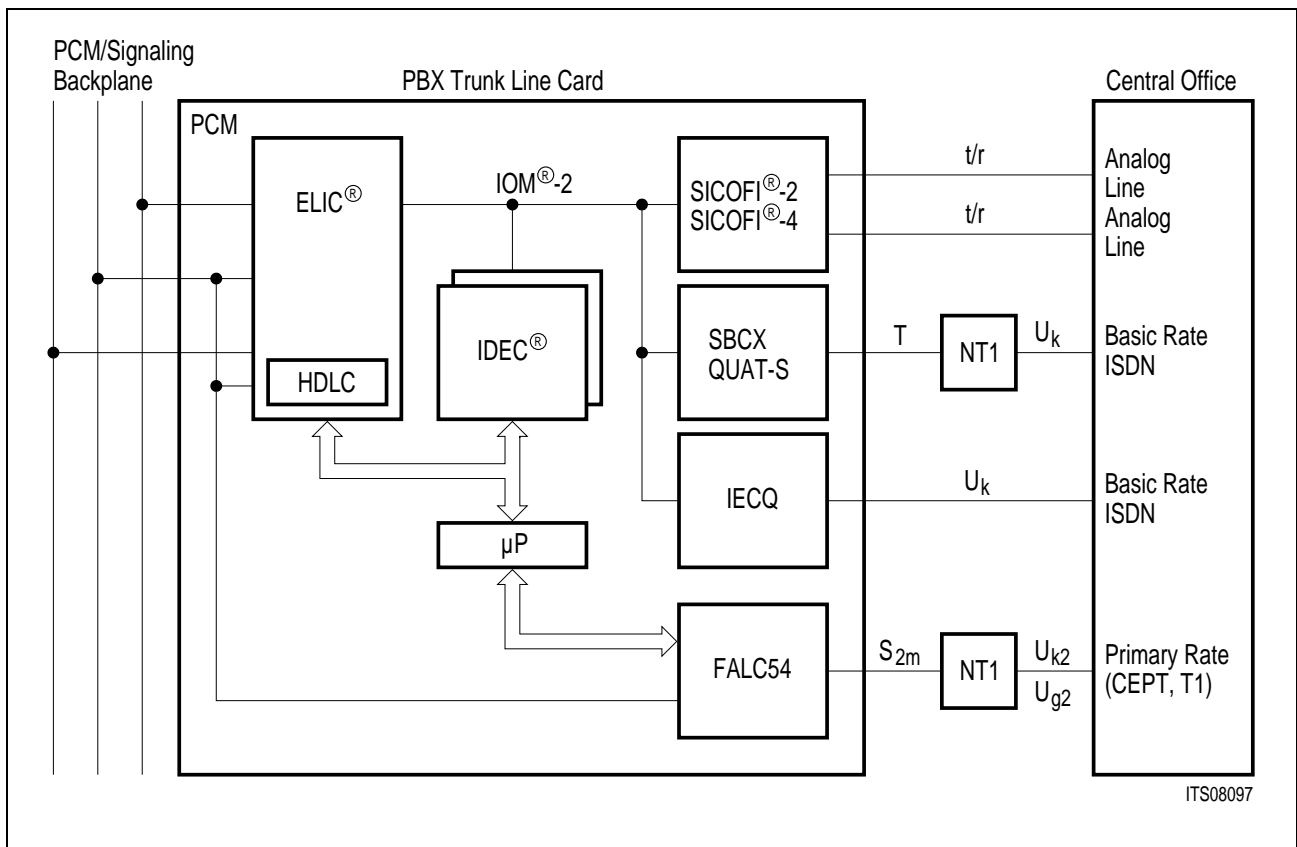 PCM/Signaling
Backplane
PBX Trunk Line Card
Central Office
PCM
ELIC®
HDLC
IOM®-2
IDEC®
µP
SICOFI®-2
SICOFI®-4
t/r
t/r
Analog
Line
Analog
Line
SBCX
QUAT-S
T
NT1
Uk
Basic Rate
ISDN
IECQ
Uk
Basic Rate
ISDN
FALC54
S2m
NT1
Uk2
Ug2
Primary Rate
(CEPT, T1)
ITS08097